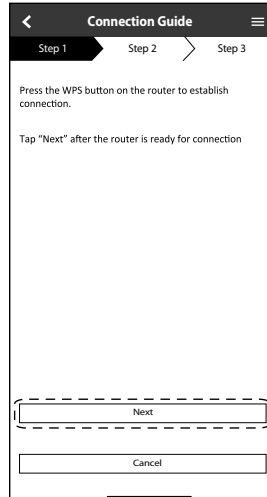 Connection Guide
Step 1 Step 2 Step 3
Press the WPS button on the router to establish
connection.
Tap “Next” after the router is ready for connection
Next
Cancel